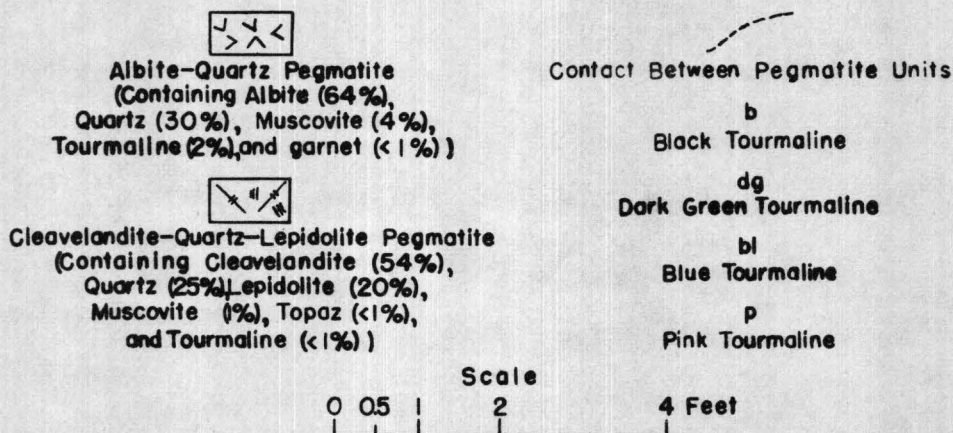 Albite-Quartz Pegmatite
(Containing Albite (64%),
Quartz (30%), Muscovite (4%),
Tourmaline (2%), and garnet (< 1%) )
Cleavelandite-Quartz-Lepidolite Pegmatite
(Containing Cleavelandite (54%),
Quartz (25%), Lepidolite (20%),
Muscovite (1%), Topaz (<1%),
and Tourmaline (<1%) )
Contact Between Pegmatite Units
b
Black Tourmaline
dg
Dark Green Tourmaline
bl
Blue Tourmaline
p
Pink Tourmaline
Scale
0 0.5 1 2 4 Feet